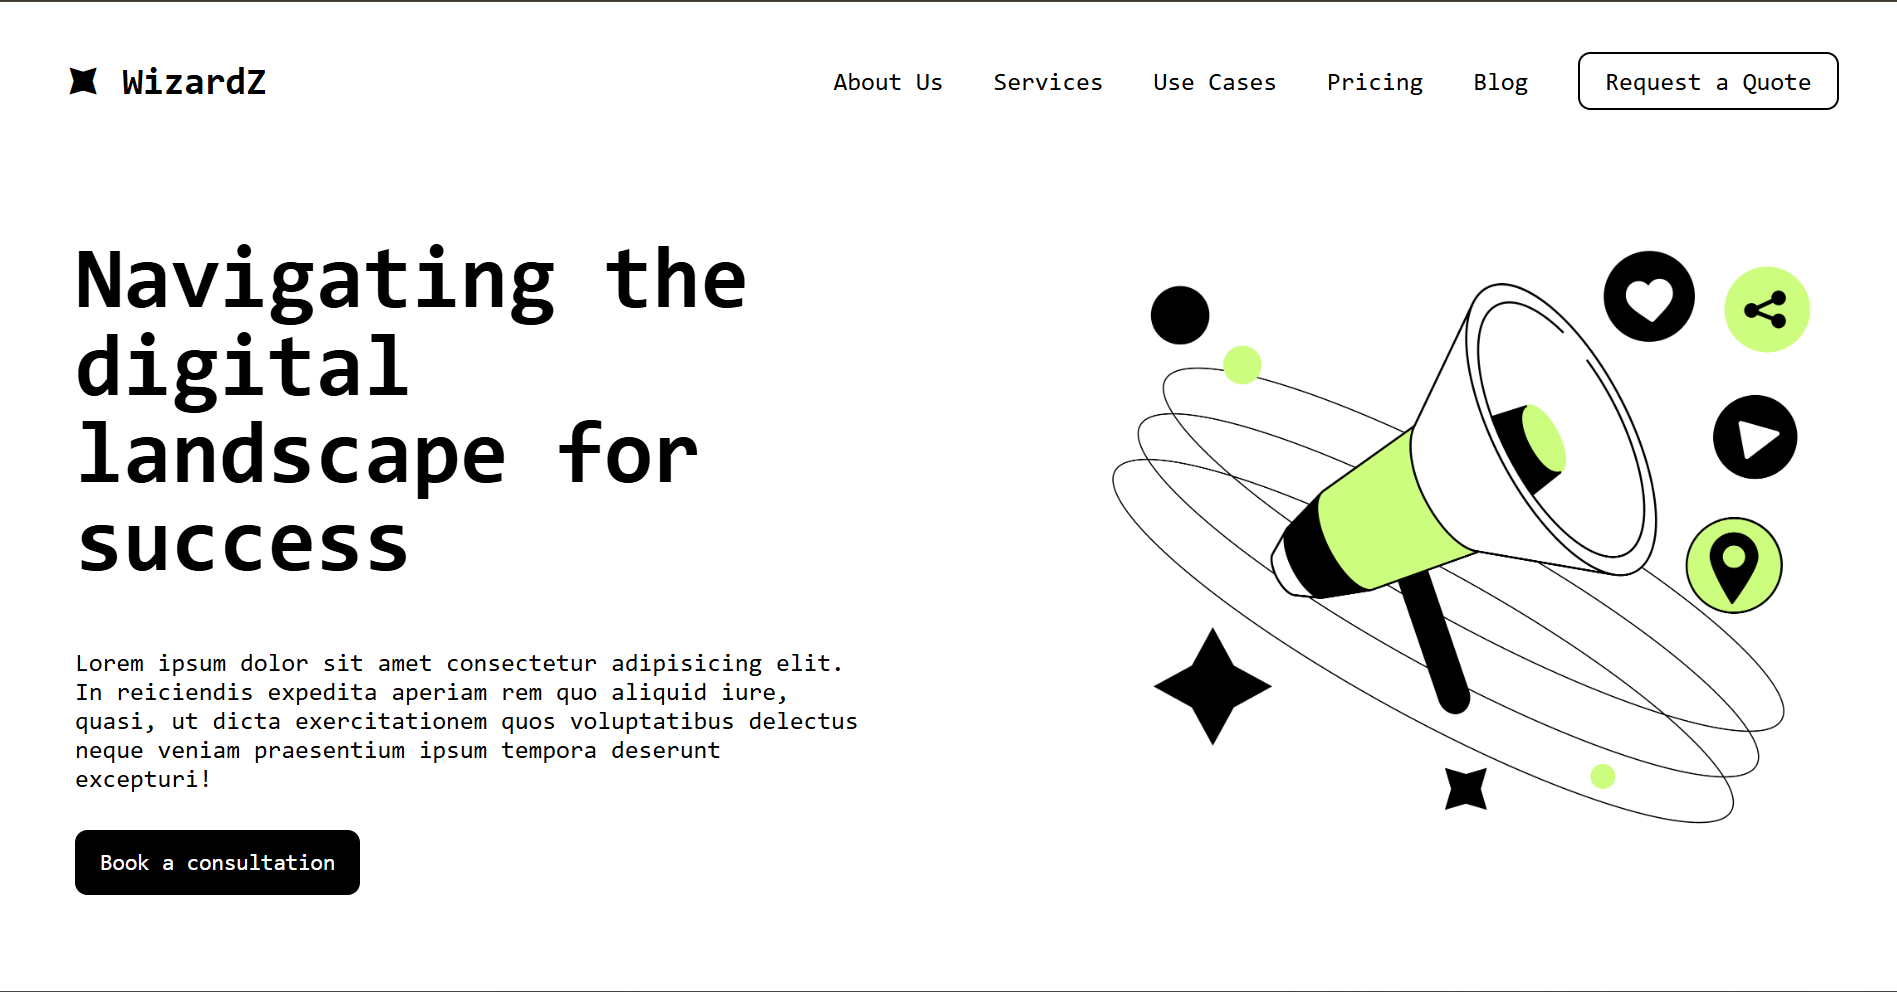 WizardZ
About Us
Services
Use Cases
Pricing
Blog
Request a Quote
Navigating the
digital
landscape for
success
Lorem ipsum dolor sit amet consectetur adipisicing elit.
In reiciendis expedita aperiam rem quo aliquid iure,
quasi, ut dicta exercitationem quos voluptatibus delectus
neque veniam praesentium ipsum tempora deserunt
excepturi!
Book a consultation